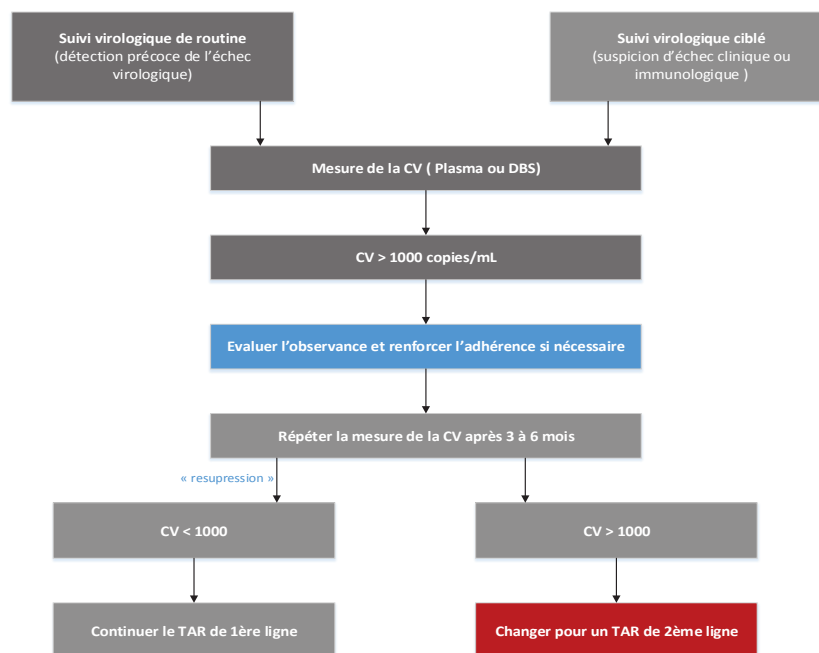 Suivi virologique de routine
(détection précoce de l'échec
virologique)
Suivi virologique ciblé
(suspicion d'échec clinique ou
immunologique )
Mesure de la CV ( Plasma ou DBS)
CV > 1000 copies/mL
Evaluer l'observance et renforcer l'adhérence si nécessaire
Répéter la mesure de la CV après 3 à 6 mois
« resupression »
CV < 1000
CV > 1000
Continuer le TAR de 1ère ligne
Changer pour un TAR de 2ème ligne